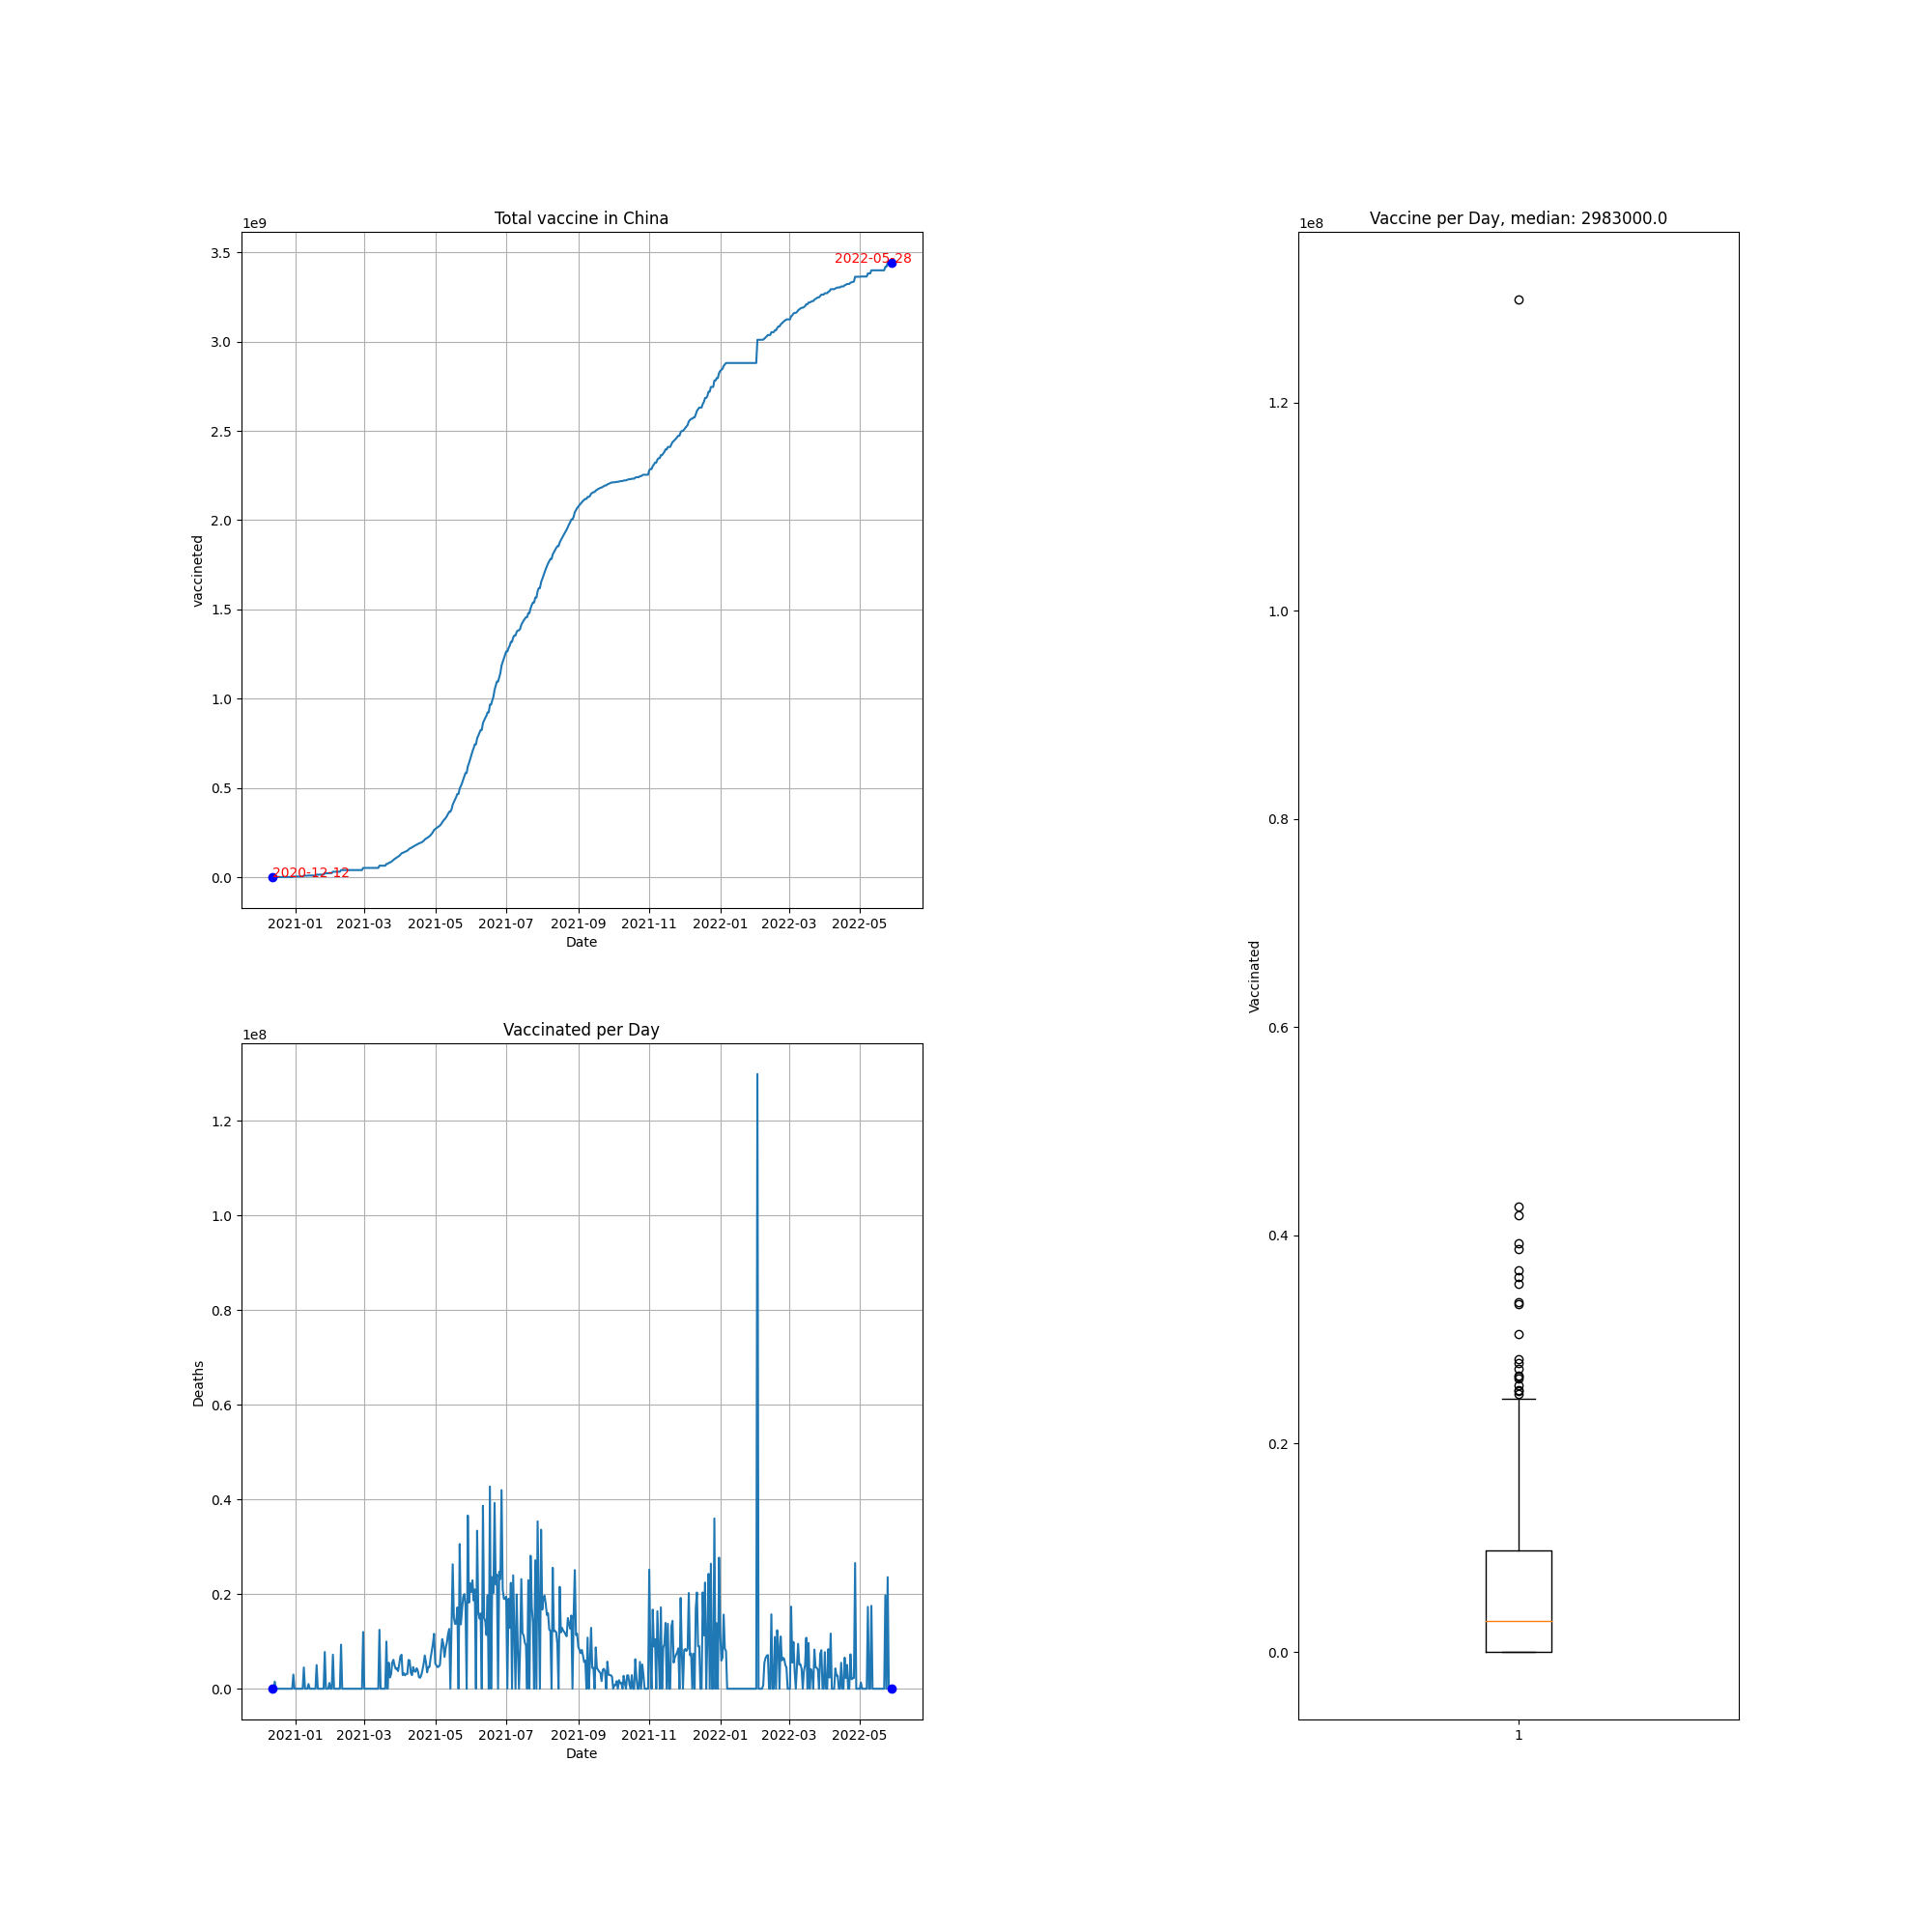 Total vaccine in China
1e9
3.5
3.0
2.5
2.0
1.5
1.0
0.5
0.0
vaccineted
2022-05-28
2020-12-12
2021-01 2021-03 2021-05 2021-07 2021-09 2021-11 2022-01 2022-03 2022-05
Date
Vaccinated per Day
1e8
1.2
1.0
0.8
0.6
0.4
0.2
0.0
Deaths
2021-01 2021-03 2021-05 2021-07 2021-09 2021-11 2022-01 2022-03 2022-05
Date
Vaccine per Day, median: 2983000.0
1e8
1.2
1.0
0.8
0.6
0.4
0.2
0.0
Vaccinated
1